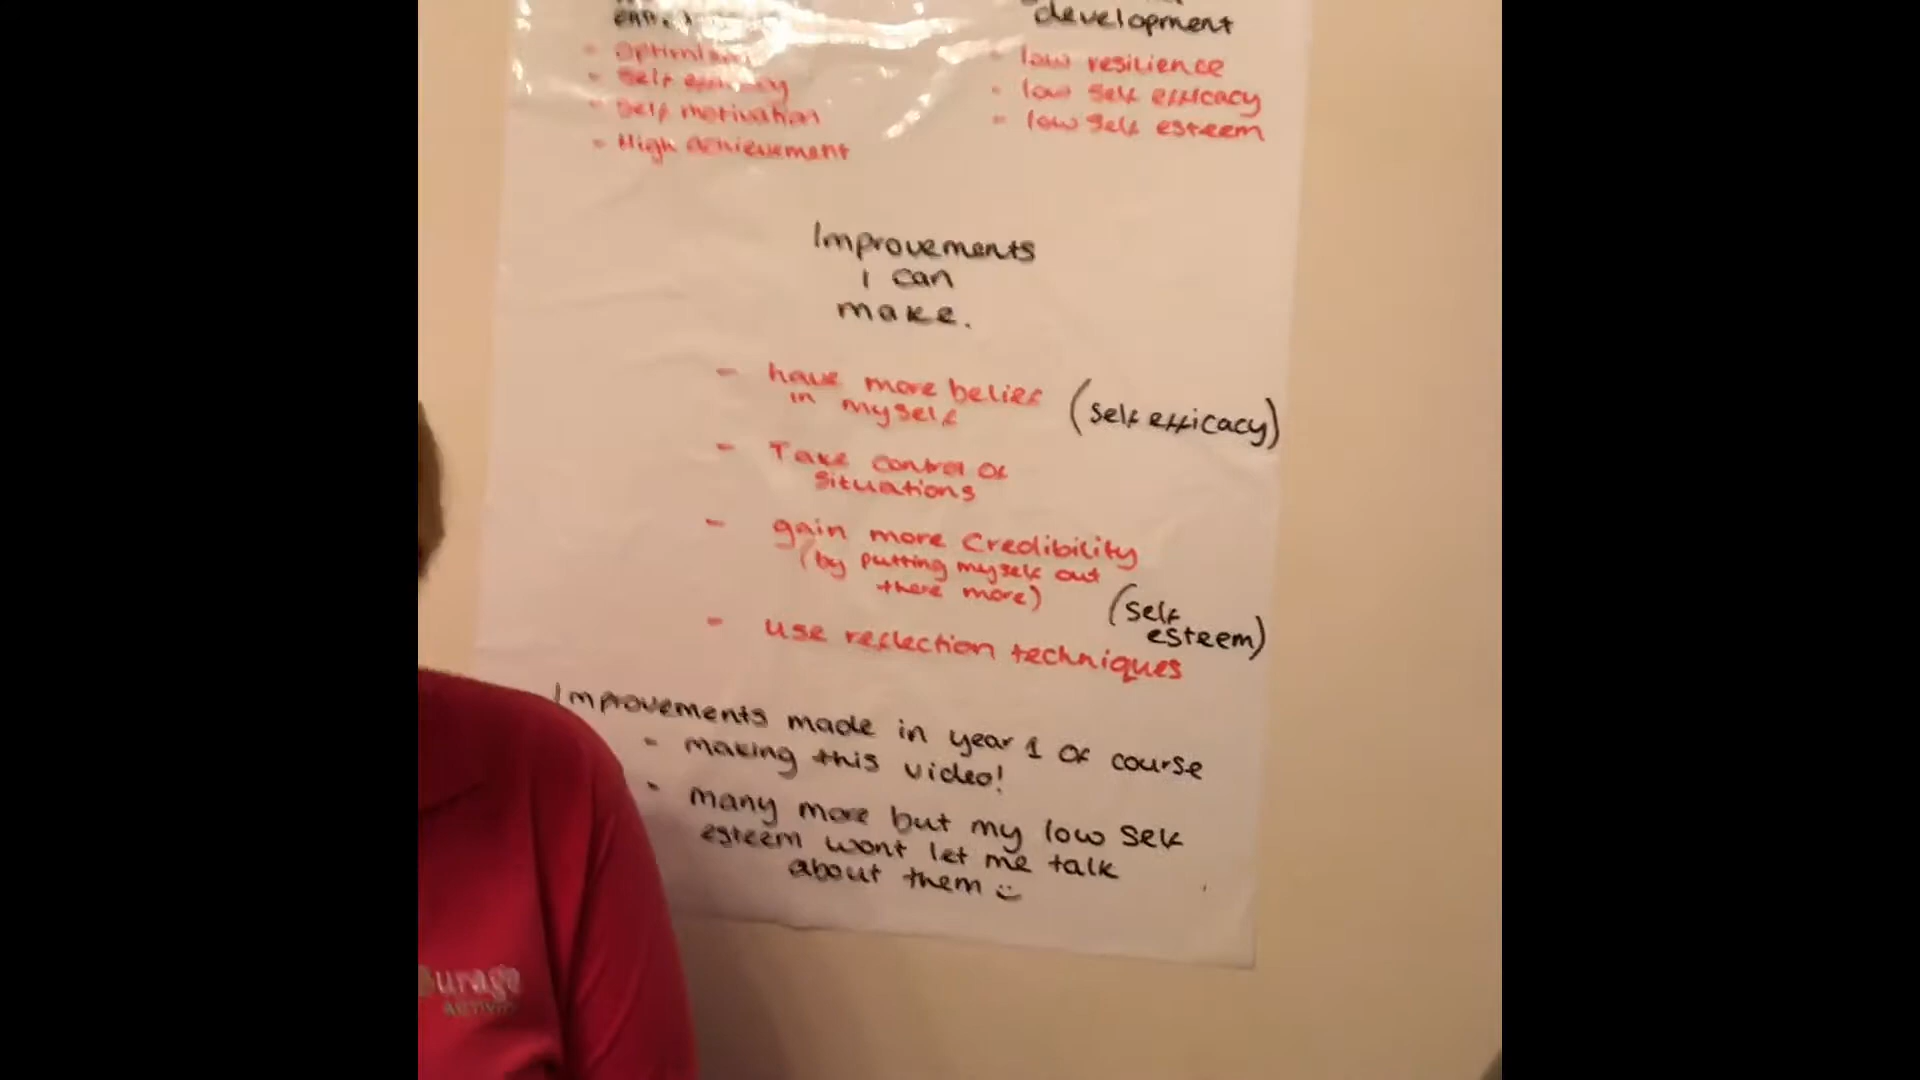 development
- Optimism
- Self efficacy
- Self motivation
- High achievement
- low resilience
- low self efficacy
- low self esteem
Improvements
I can
make.
- have more belief
in myself
(self efficacy)
- Take control of
situations
- gain more Credibility
(by putting myself out
there more)
(self
esteem)
- use reflection techniques
Improvements made in year 1 of course
- making this video!
- many more but my low self
esteem wont let me talk
about them